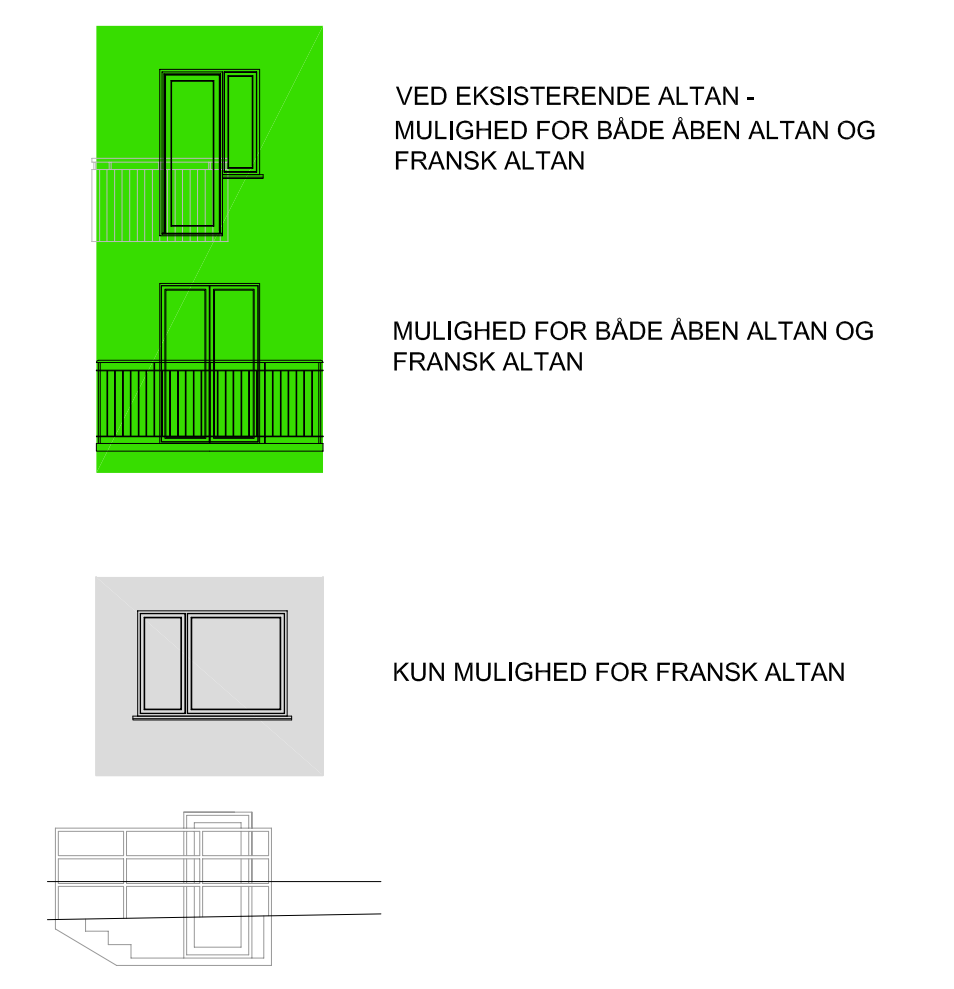 VED EKSISTERENDE ALTAN -
MULIGHED FOR BÅDE ÅBEN ALTAN OG
FRANSK ALTAN
MULIGHED FOR BÅDE ÅBEN ALTAN OG
FRANSK ALTAN
KUN MULIGHED FOR FRANSK ALTAN